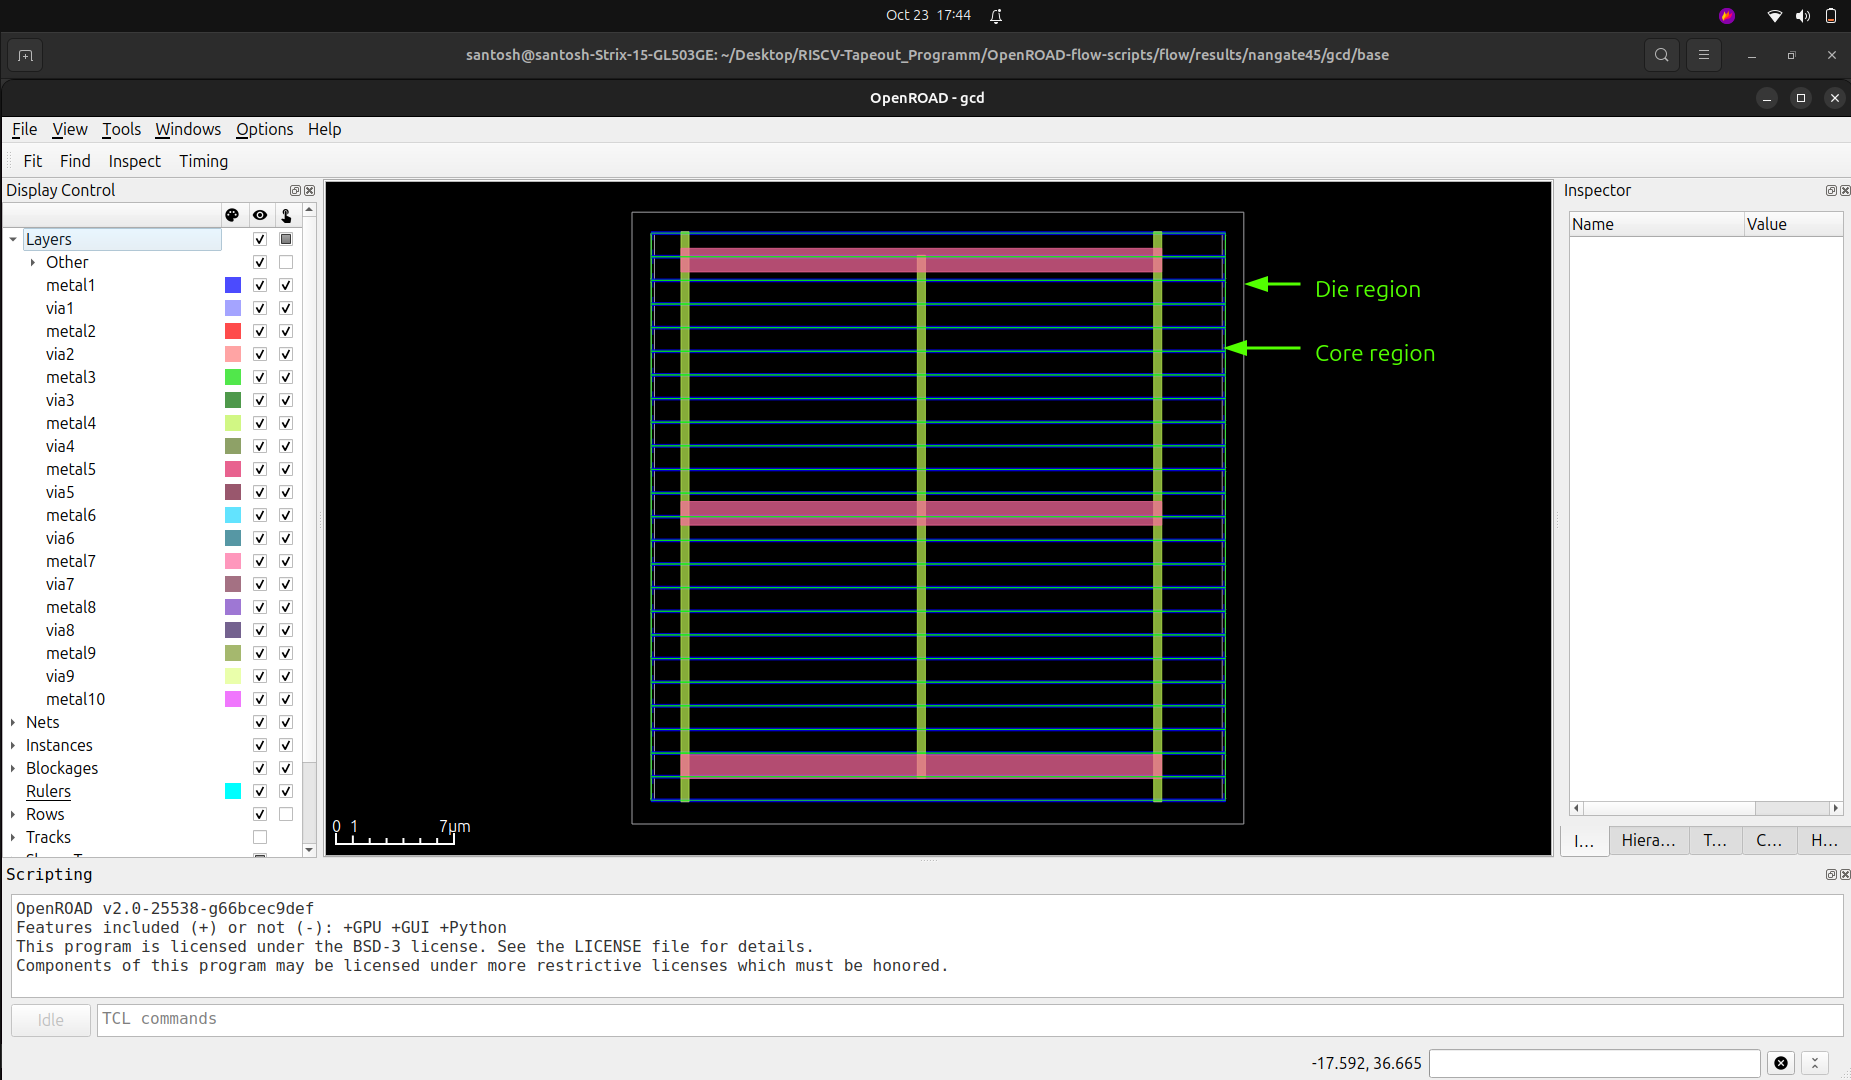 Oct 23 17:44
santosh@santosh-Strix-15-GL503GE: ~/Desktop/RISCV-Tapeout_Programm/OpenROAD-flow-scripts/flow/results/nangate45/gcd/base
OpenROAD - gcd
File View Tools Windows Options Help
Fit Find Inspect Timing
Display Control
Layers
Other
metal1
via1
metal2
via2
metal3
via3
metal4
via4
metal5
via5
metal6
via6
metal7
via7
metal8
via8
metal9
via9
metal10
Nets
Instances
Blockages
Rulers
Rows
Tracks
Die region
Core region
0 1 7μm
Inspector
Name Value
I... Hiera... T... C... H...
Scripting
OpenROAD v2.0-25538-g66bcec9def
Features included (+) or not (-): +GPU +GUI +Python
This program is licensed under the BSD-3 license. See the LICENSE file for details.
Components of this program may be licensed under more restrictive licenses which must be honored.
Idle TCL commands
-17.592, 36.665